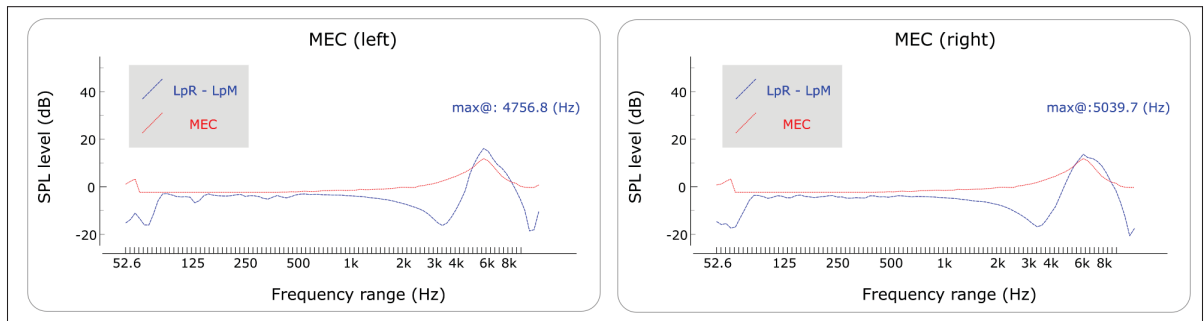 MEC (left)
SPL level (dB)
40
20
0
-20
LpR - LpM
MEC
max@: 4756.8 (Hz)
52.6 125 250 500 1k 2k 3k 4k 6k 8k
Frequency range (Hz)
MEC (right)
SPL level (dB)
40
20
0
-20
LpR - LpM
MEC
max@:5039.7 (Hz)
52.6 125 250 500 1k 2k 3k 4k 6k 8k
Frequency range (Hz)